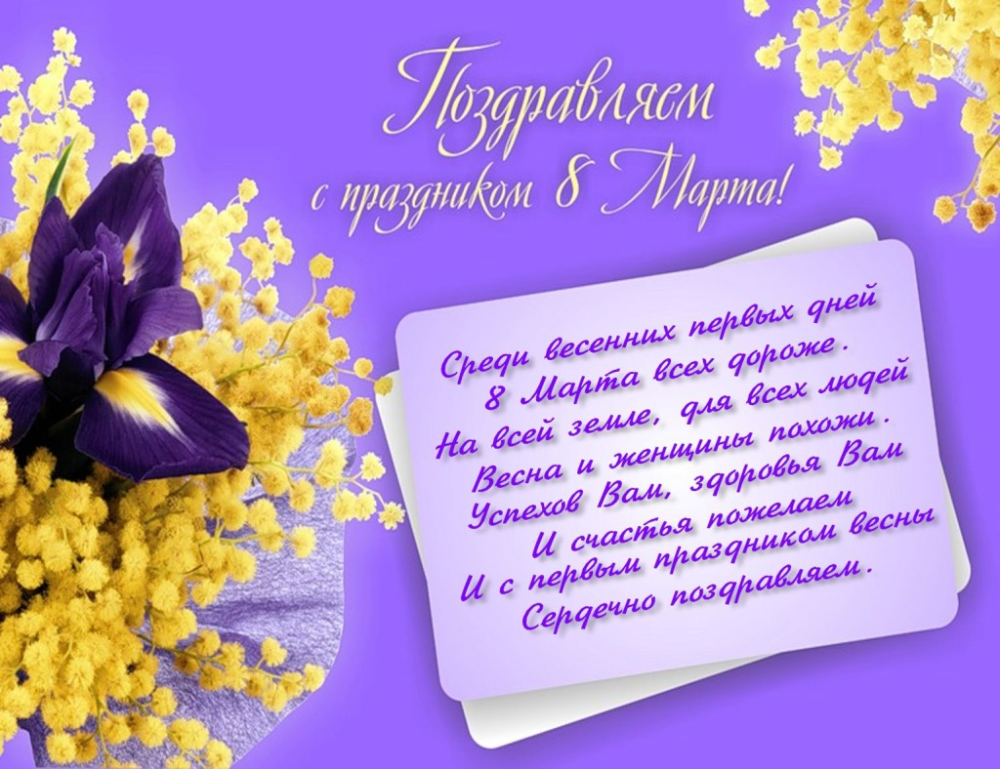 Поздравляем
с праздником 8 Марта!
Среди весенних первых дней
8 Марта всех дороже.
На всей земле, для всех людей
Весна и женщины похожи.
Успехов Вам, здоровья Вам
И счастья пожелаем
И с первым праздником весны
Сердечно поздравляем.